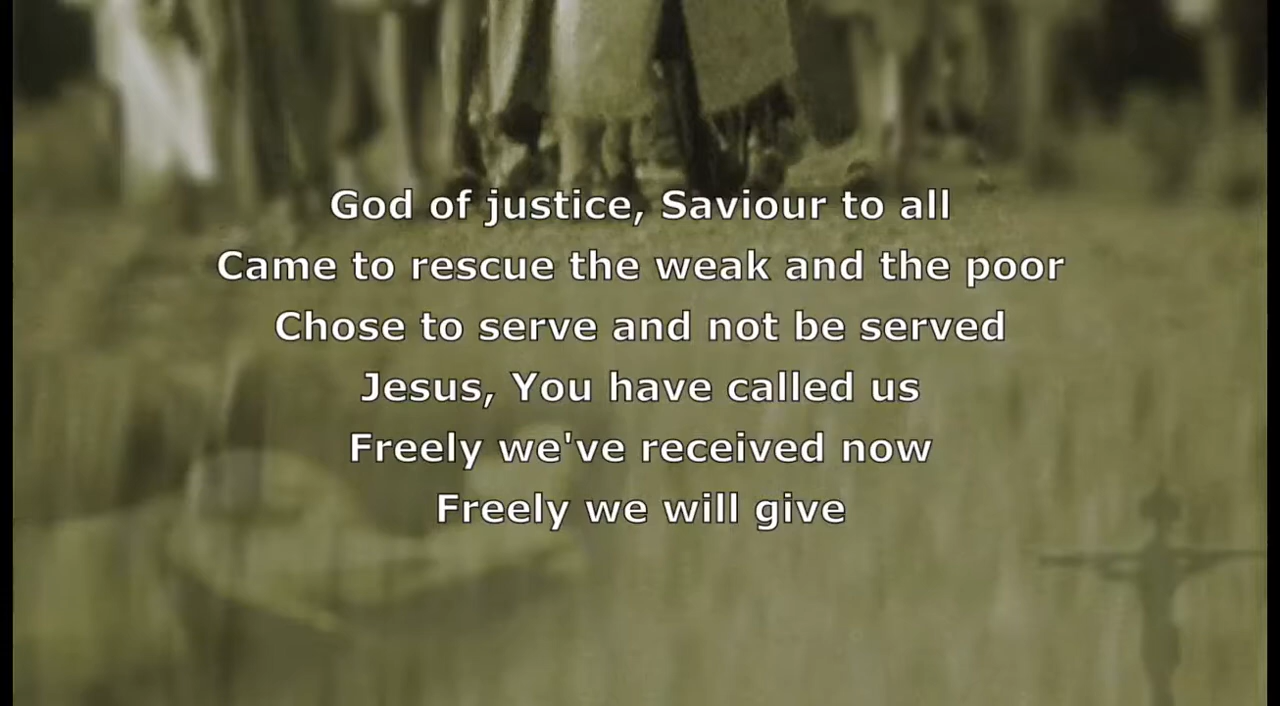 God of justice, Saviour to all
Came to rescue the weak and the poor
Chose to serve and not be served
Jesus, You have called us
Freely we've received now
Freely we will give